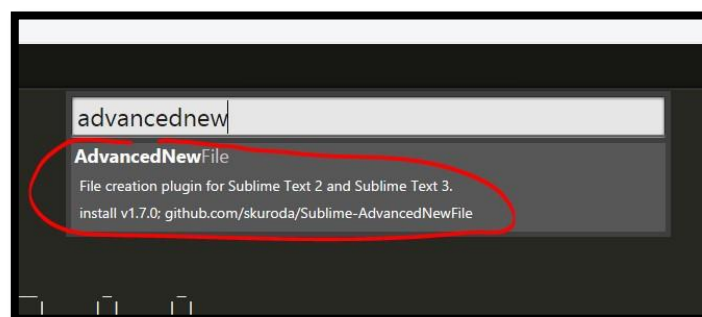 advancednew
AdvancedNewFile
File creation plugin for Sublime Text 2 and Sublime Text 3.
install v1.7.0; github.com/skuroda/Sublime-AdvancedNewFile